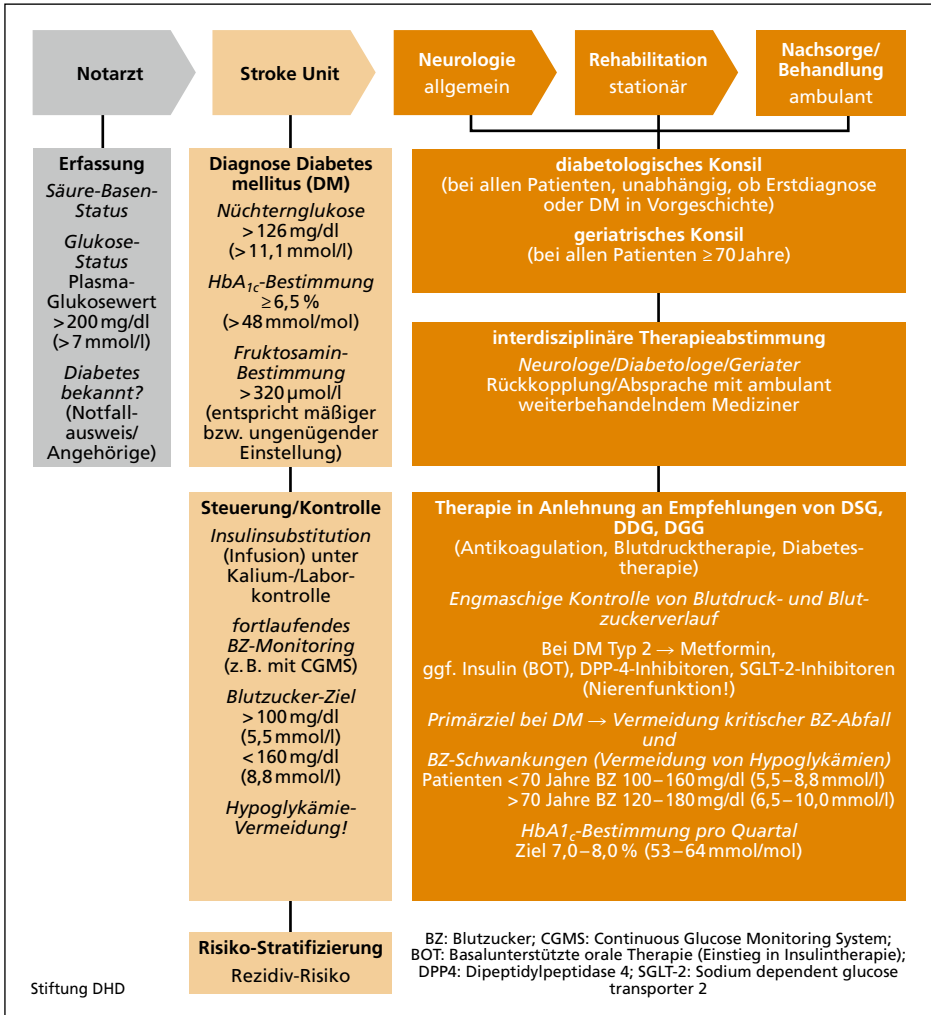 Notarzt
Stroke Unit
Neurologie
allgemein
Rehabilitation
stationär
Nachsorge/
Behandlung
ambulant
Erfassung
Säure-Basen-
Status
Glukose-
Status
Plasma-
Glukosewert
> 200 mg/dl
(> 7 mmol/l)
Diabetes
bekannt?
(Notfall-
ausweis/
Angehörige)
Diagnose Diabetes
mellitus (DM)
Nüchternglukose
> 126 mg/dl
(> 11,1 mmol/l)
HbA1c-Bestimmung
≥ 6,5 %
(> 48 mmol/mol)
Fruktosamin-
Bestimmung
> 320 µmol/l
(entspricht mäßiger
bzw. ungenügender
Einstellung)
Steuerung/Kontrolle
Insulinsubstitution
(Infusion) unter
Kalium-/Labor-
kontrolle
fortlaufendes
BZ-Monitoring
(z. B. mit CGMS)
Blutzucker-Ziel
> 100 mg/dl
(5,5 mmol/l)
< 160 mg/dl
(8,8 mmol/l)
Hypoglykämie-
Vermeidung!
Risiko-Stratifizierung
Rezidiv-Risiko
diabetologisches Konsil
(bei allen Patienten, unabhängig, ob Erstdiagnose
oder DM in Vorgeschichte)
geriatrisches Konsil
(bei allen Patienten ≥ 70 Jahre)
interdisziplinäre Therapieabstimmung
Neurologe/Diabetologe/Geriater
Rückkopplung/Absprache mit ambulant
weiterbehandelndem Mediziner
Therapie in Anlehnung an Empfehlungen von DSG,
DDG, DGG
(Antikoagulation, Blutdrucktherapie, Diabetes-
therapie)
Engmaschige Kontrolle von Blutdruck- und Blut-
zuckerverlauf
Bei DM Typ 2 → Metformin,
ggf. Insulin (BOT), DPP-4-Inhibitoren, SGLT-2-Inhibitoren
(Nierenfunktion!)
Primärziel bei DM → Vermeidung kritischer BZ-Abfall
und
BZ-Schwankungen (Vermeidung von Hypoglykämien)
Patienten < 70 Jahre BZ 100–160 mg/dl (5,5–8,8 mmol/l)
> 70 Jahre BZ 120–180 mg/dl (6,5–10,0 mmol/l)
HbA1c-Bestimmung pro Quartal
Ziel 7,0–8,0 % (53–64 mmol/mol)
BZ: Blutzucker; CGMS: Continuous Glucose Monitoring System;
BOT: Basalunterstützte orale Therapie (Einstieg in Insulintherapie);
DPP4: Dipeptidylpeptidase 4; SGLT-2: Sodium dependent glucose
transporter 2
Stiftung DHD